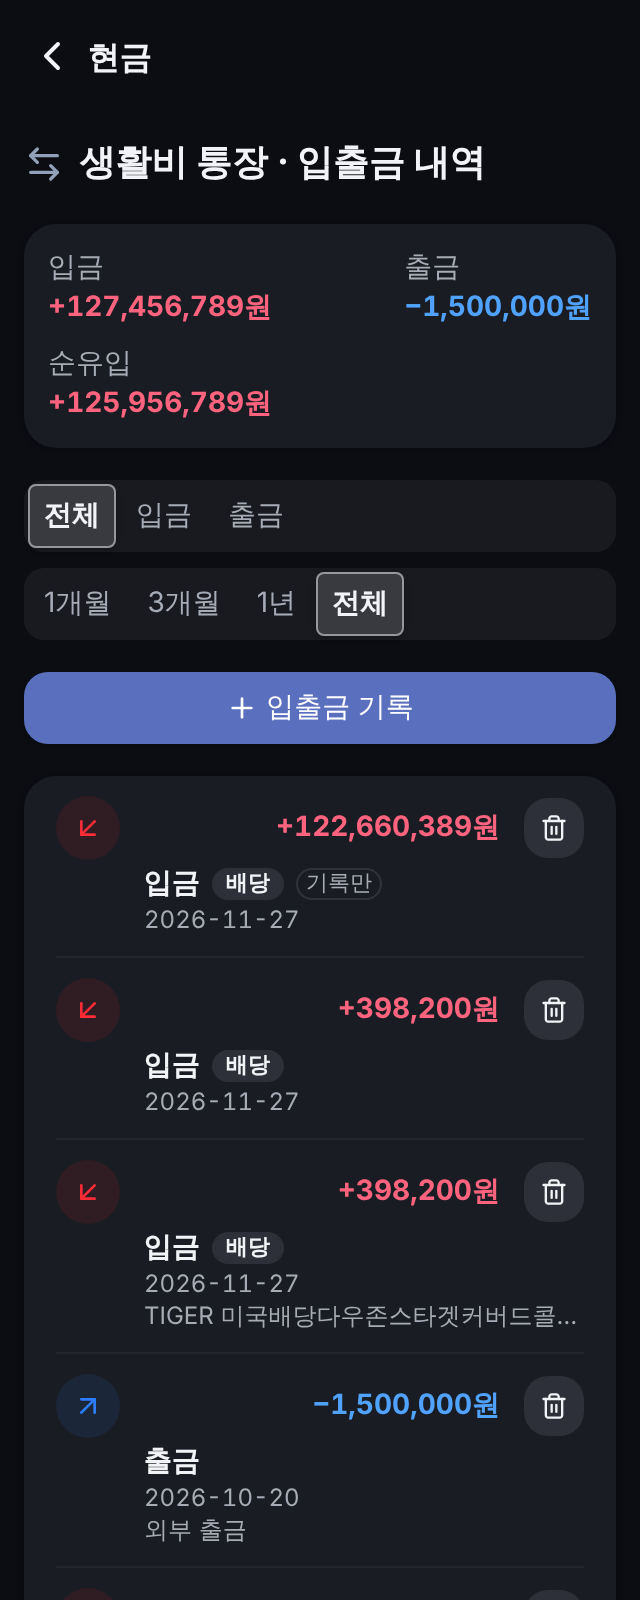 현금
생활비 통장 · 입출금 내역
입금 출금
+127,456,789원 −1,500,000원
순유입
+125,956,789원
전체 입금 출금
1개월 3개월 1년 전체
+ 입출금 기록
+122,660,389원
입금 배당 기록만
2026-11-27
+398,200원
입금 배당
2026-11-27
+398,200원
입금 배당
2026-11-27
TIGER 미국배당다우존스타겟커버드콜...
−1,500,000원
출금
2026-10-20
외부 출금